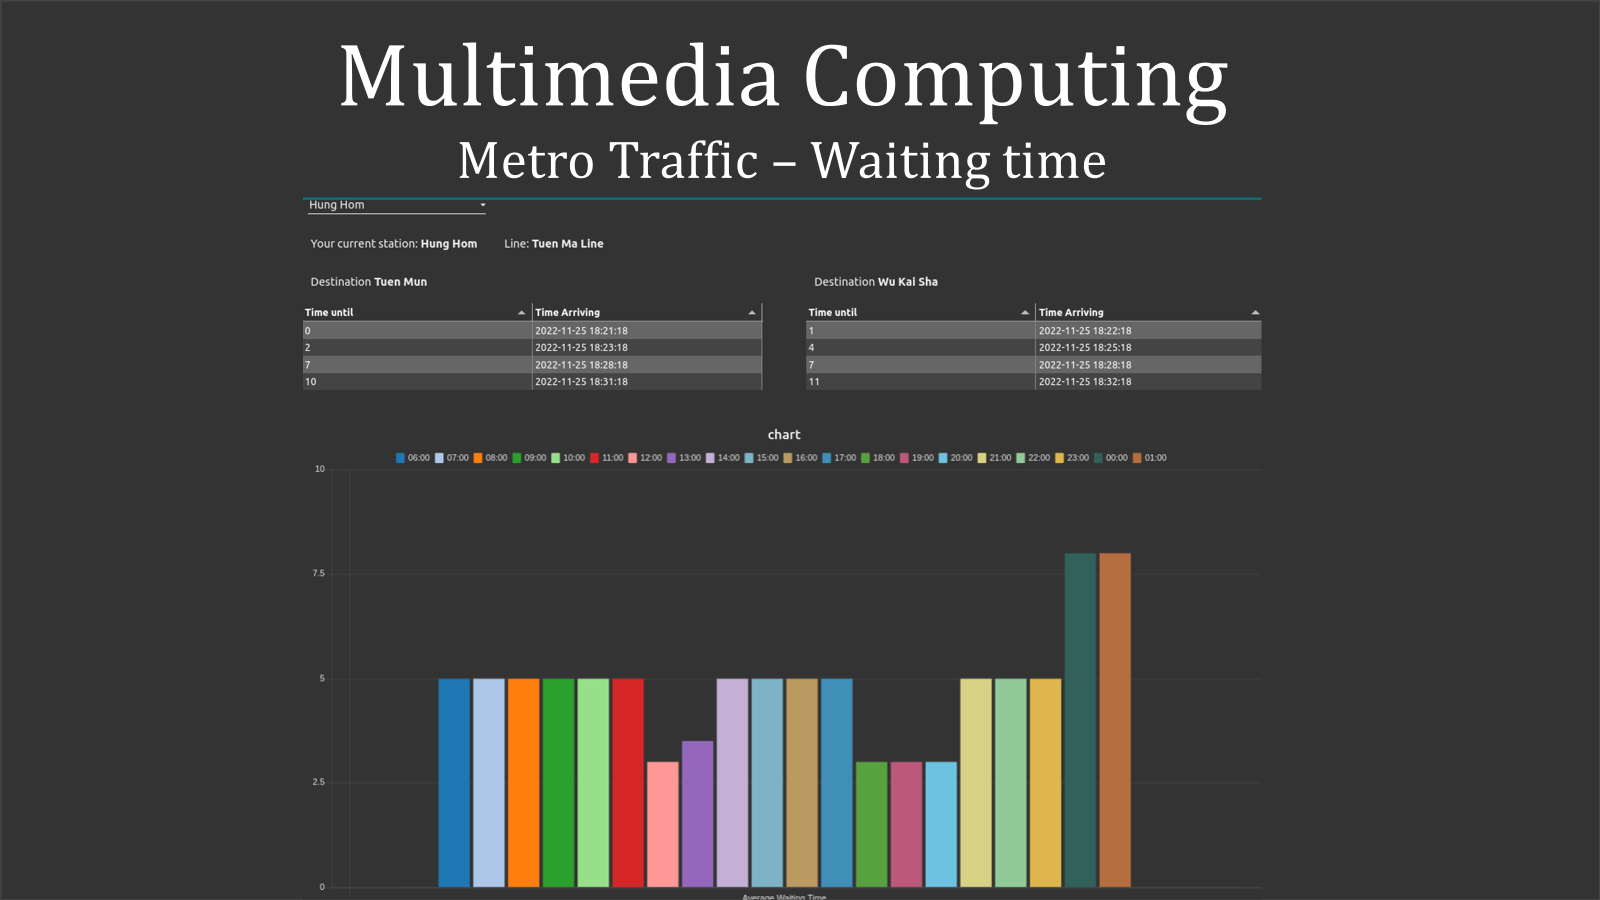 Multimedia Computing
Metro Traffic – Waiting time
Hung Hom
Your current station: Hung Hom Line: Tuen Ma Line
Destination Tuen Mun
Time until Time Arriving
0 2022-11-25 18:21:18
2 2022-11-25 18:23:18
7 2022-11-25 18:28:18
10 2022-11-25 18:31:18
Destination Wu Kai Sha
Time until Time Arriving
1 2022-11-25 18:22:18
4 2022-11-25 18:25:18
7 2022-11-25 18:28:18
11 2022-11-25 18:32:18
chart
06:00 07:00 08:00 09:00 10:00 11:00 12:00 13:00 14:00 15:00 16:00 17:00 18:00 19:00 20:00 21:00 22:00 23:00 00:00 01:00
10
7.5
5
2.5
0
Average Waiting Time